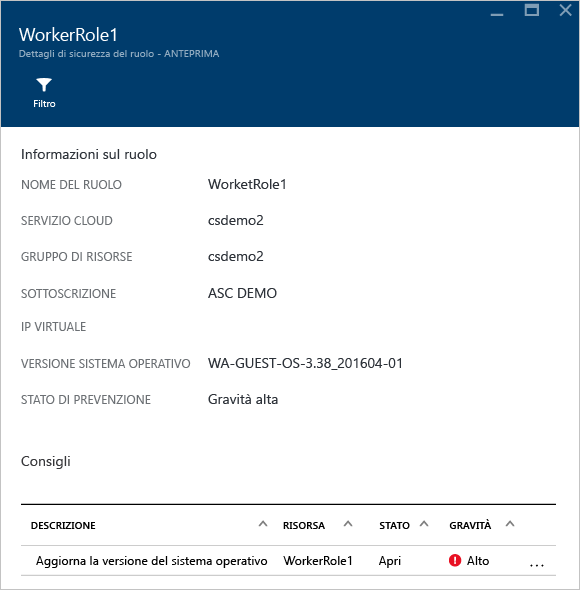 WorkerRole1
Dettagli di sicurezza del ruolo - ANTEPRIMA
Filtro
Informazioni sul ruolo
NOME DEL RUOLO WorketRole1
SERVIZIO CLOUD csdemo2
GRUPPO DI RISORSE csdemo2
SOTTOSCRIZIONE ASC DEMO
IP VIRTUALE
VERSIONE SISTEMA OPERATIVO WA-GUEST-OS-3.38_201604-01
STATO DI PREVENZIONE Gravità alta
Consigli
DESCRIZIONE RISORSA STATO GRAVITÀ
Aggiorna la versione del sistema operativo WorkerRole1 Apri Alto ...